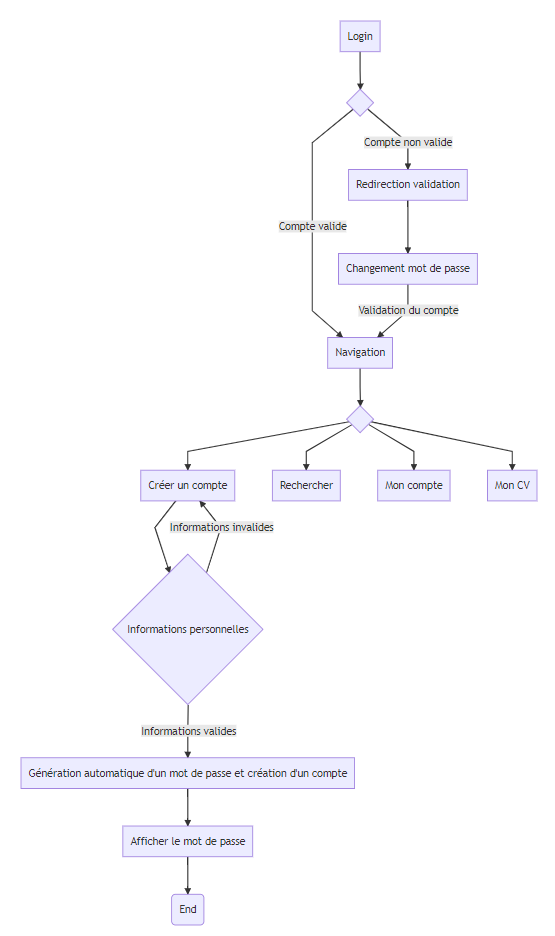 Login
Compte non valide
Redirection validation
Compte valide
Changement mot de passe
Validation du compte
Navigation
Créer un compte
Rechercher
Mon compte
Mon CV
Informations invalides
Informations personnelles
Informations valides
Génération automatique d'un mot de passe et création d'un compte
Afficher le mot de passe
End